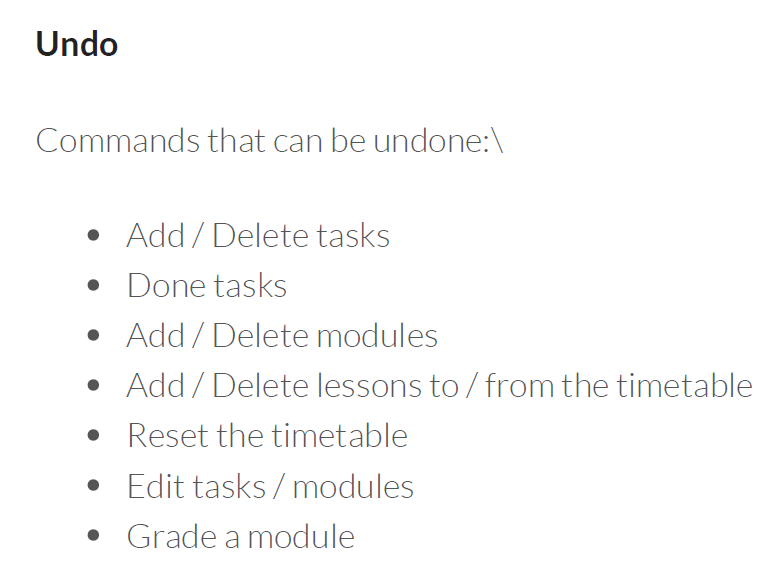 Undo
Commands that can be undone:\
• Add / Delete tasks
• Done tasks
• Add / Delete modules
• Add / Delete lessons to / from the timetable
• Reset the timetable
• Edit tasks / modules
• Grade a module